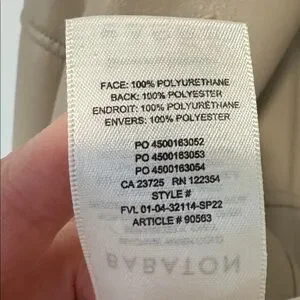 FACE: 100% POLYURETHANE
BACK: 100% POLYESTER
ENDROIT: 100% POLYURÉTHANE
ENVERS: 100% POLYESTER
PO 4500163052
PO 4500163053
PO 4500163054
CA 23725 RN 122354
STYLE #
FVL 01-04-32114-SP22
ARTICLE # 90563
BABATON